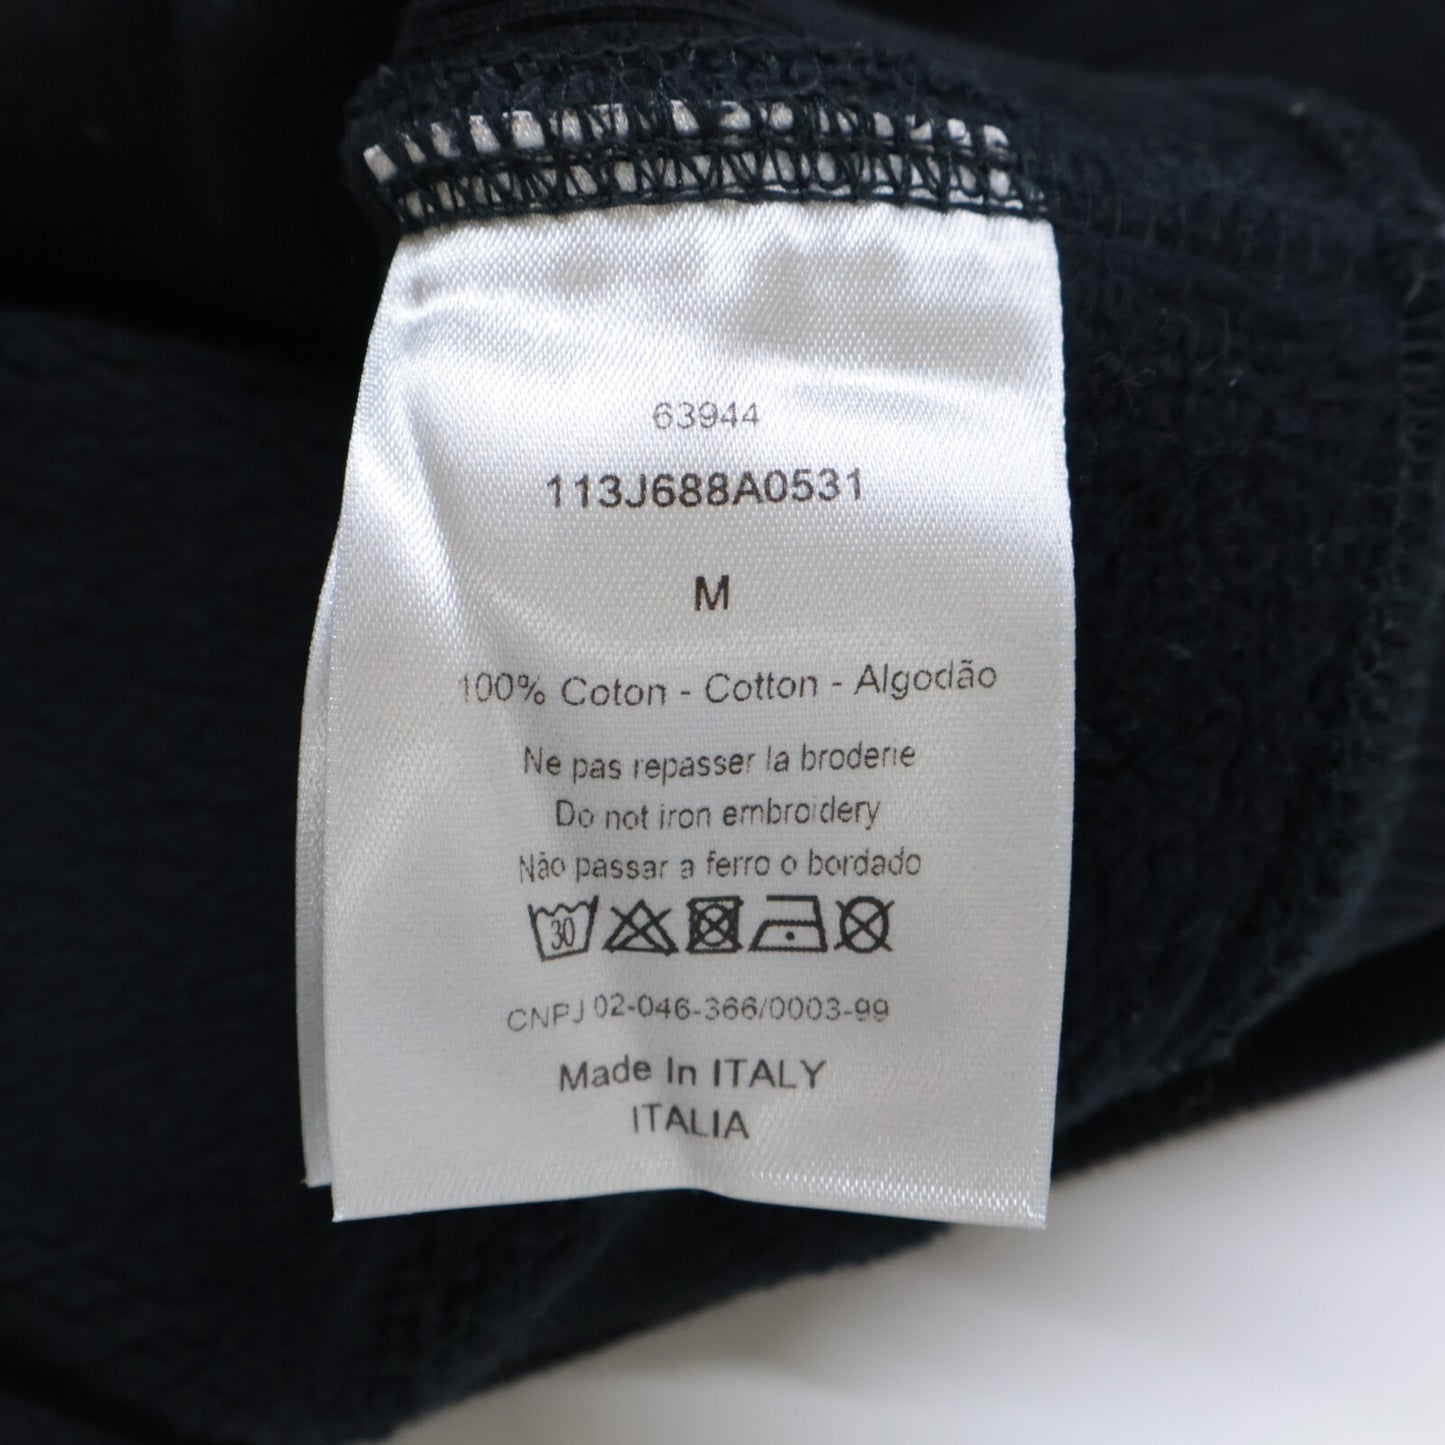 63944
113J688A0531
M
100% Coton - Cotton - Algodão
Ne pas repasser la broderie
Do not iron embroidery
Não passar a ferro o bordado
30
CNPJ 02-046-366/0003-99
Made In ITALY
ITALIA